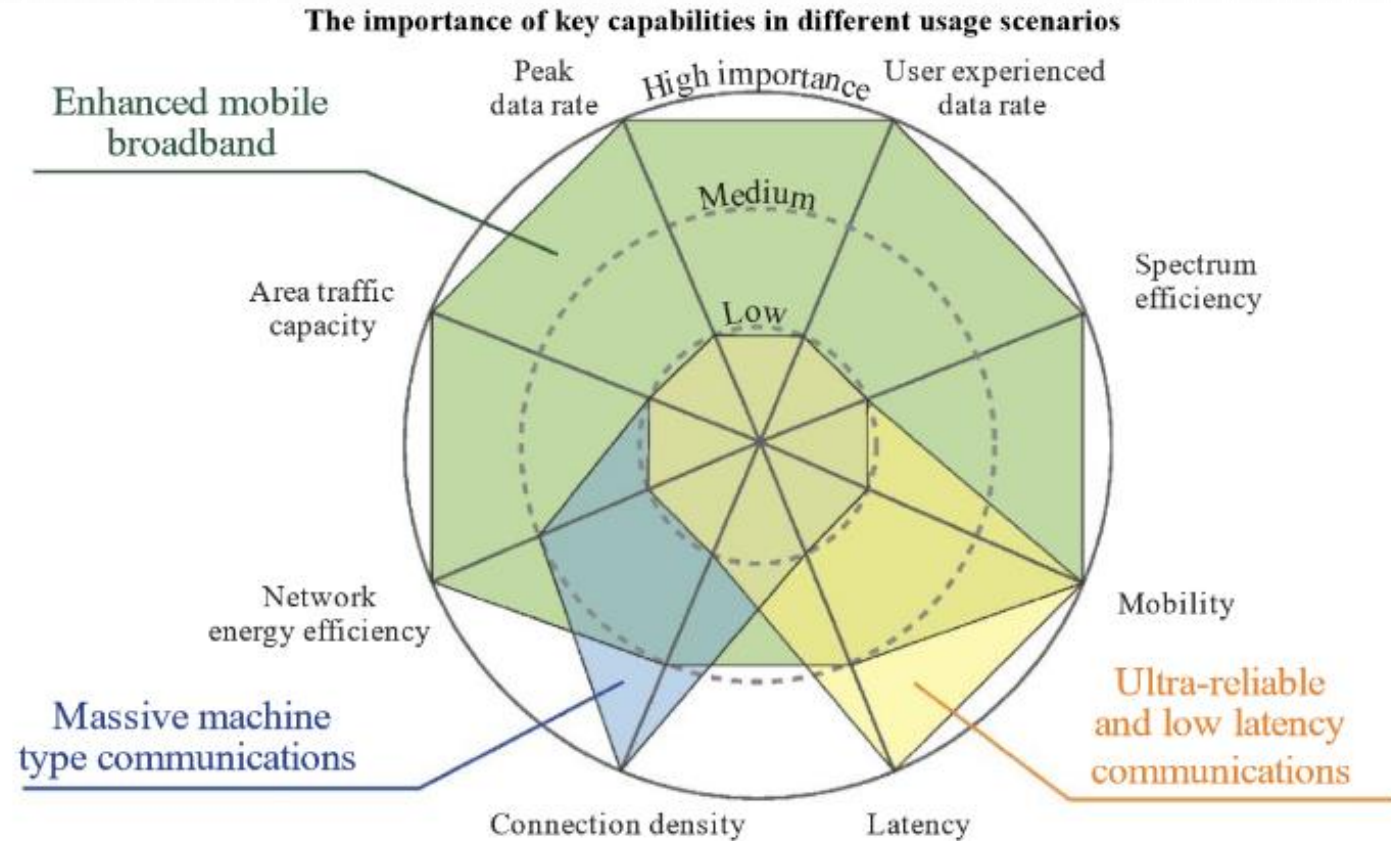 The importance of key capabilities in different usage scenarios
Peak
data rate
High importance
User experienced
data rate
Enhanced mobile
broadband
Medium
Area traffic
capacity
Spectrum
efficiency
Low
Network
energy efficiency
Mobility
Massive machine
type communications
Ultra-reliable
and low latency
communications
Connection density
Latency